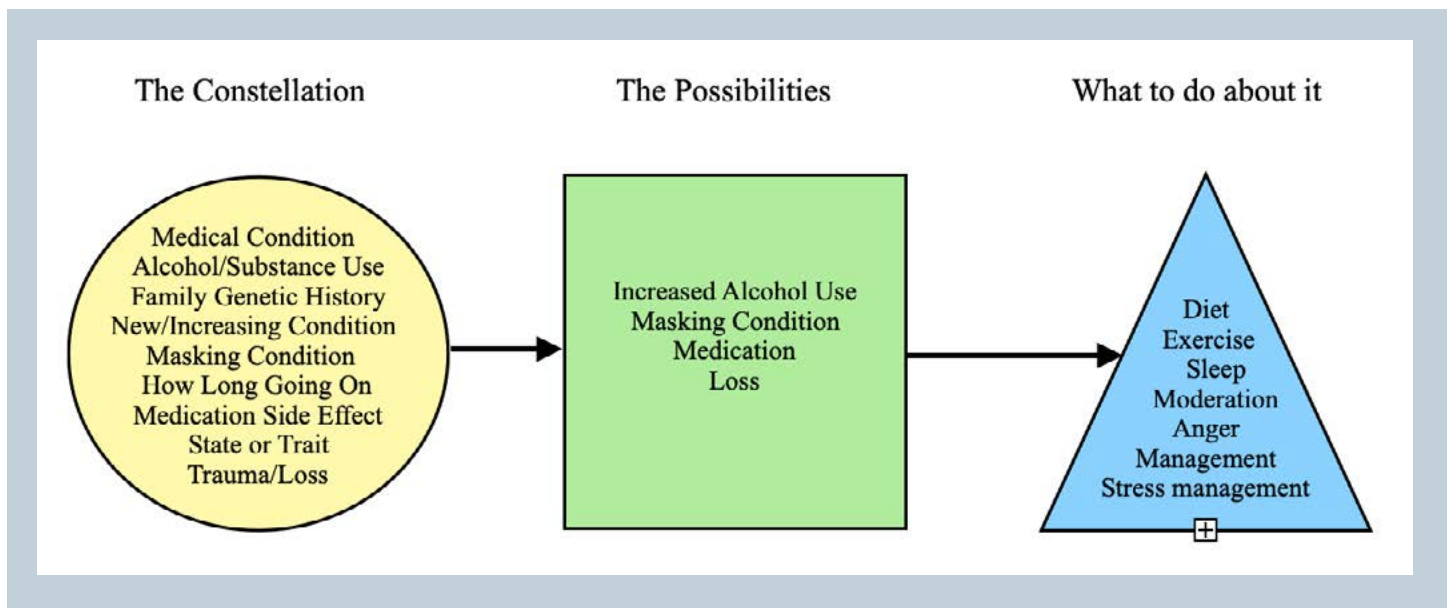 The Constellation
The Possibilities
What to do about it
Medical Condition
Alcohol/Substance Use
Family Genetic History
New/Increasing Condition
Masking Condition
How Long Going On
Medication Side Effect
State or Trait
Trauma/Loss
Increased Alcohol Use
Masking Condition
Medication
Loss
Diet
Exercise
Sleep
Moderation
Anger
Management
Stress management